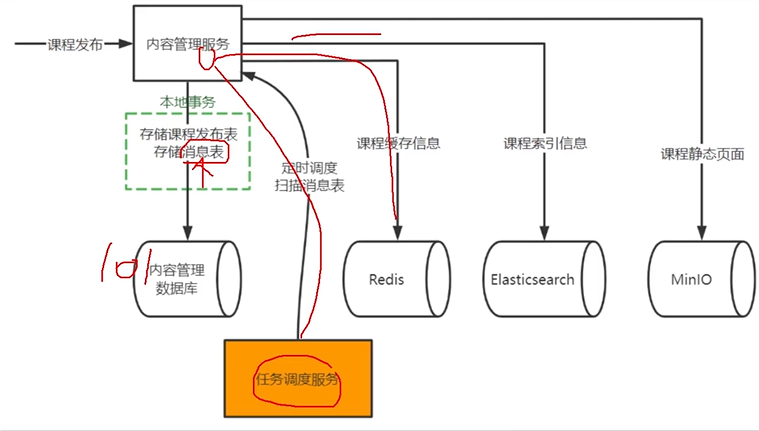 课程发布
内容管理服务
本地事务
存储课程发布表
存储消息表
定时调度
扫描消息表
课程缓存信息
课程索引信息
课程静态页面
101
内容管理
数据库
Redis
Elasticsearch
MinIO
任务调度服务